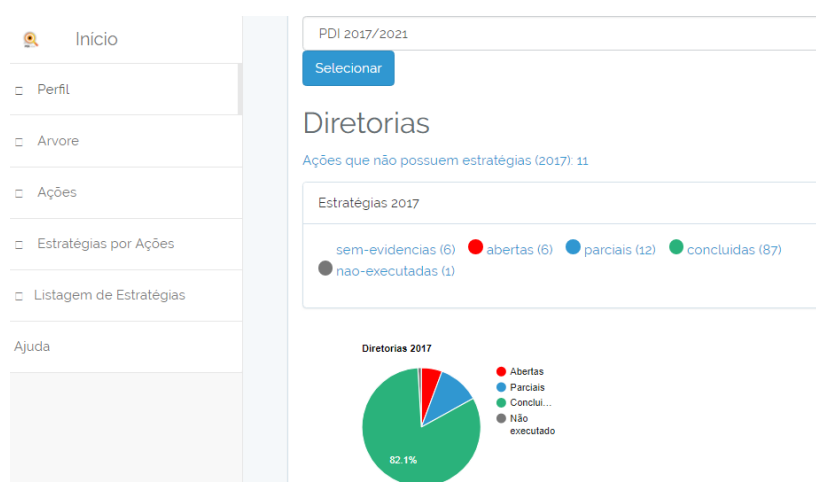 Inicio
Perfil
Arvore
Ações
Estratégias por Ações
Listagem de Estratégias
Ajuda
PDI 2017/2021
Selecionar
Diretorias
Ações que não possuem estratégias (2017): 11
Estratégias 2017
sem-evidencias (6) abertas (6) parciais (12) concluidas (87)
nao-executadas (1)
Diretorias 2017
Abertas
Parciais
Conclui...
Não
executado
82.1%